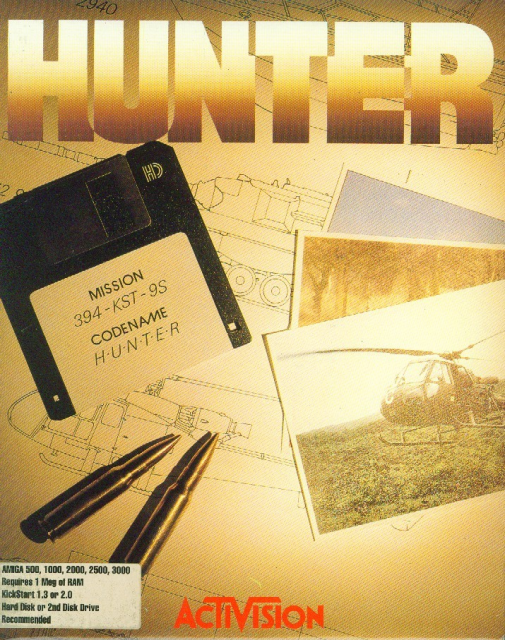 2940
HUNTER
HD
MISSION
394-KST-9S
CODENAME
H·U·N·T·E·R
AMIGA 500, 1000, 2000, 2500, 3000
Requires 1 Meg of RAM
KickStart 1.3 or 2.0
Hard Disk or 2nd Disk Drive
Recommended
ACTIVISION